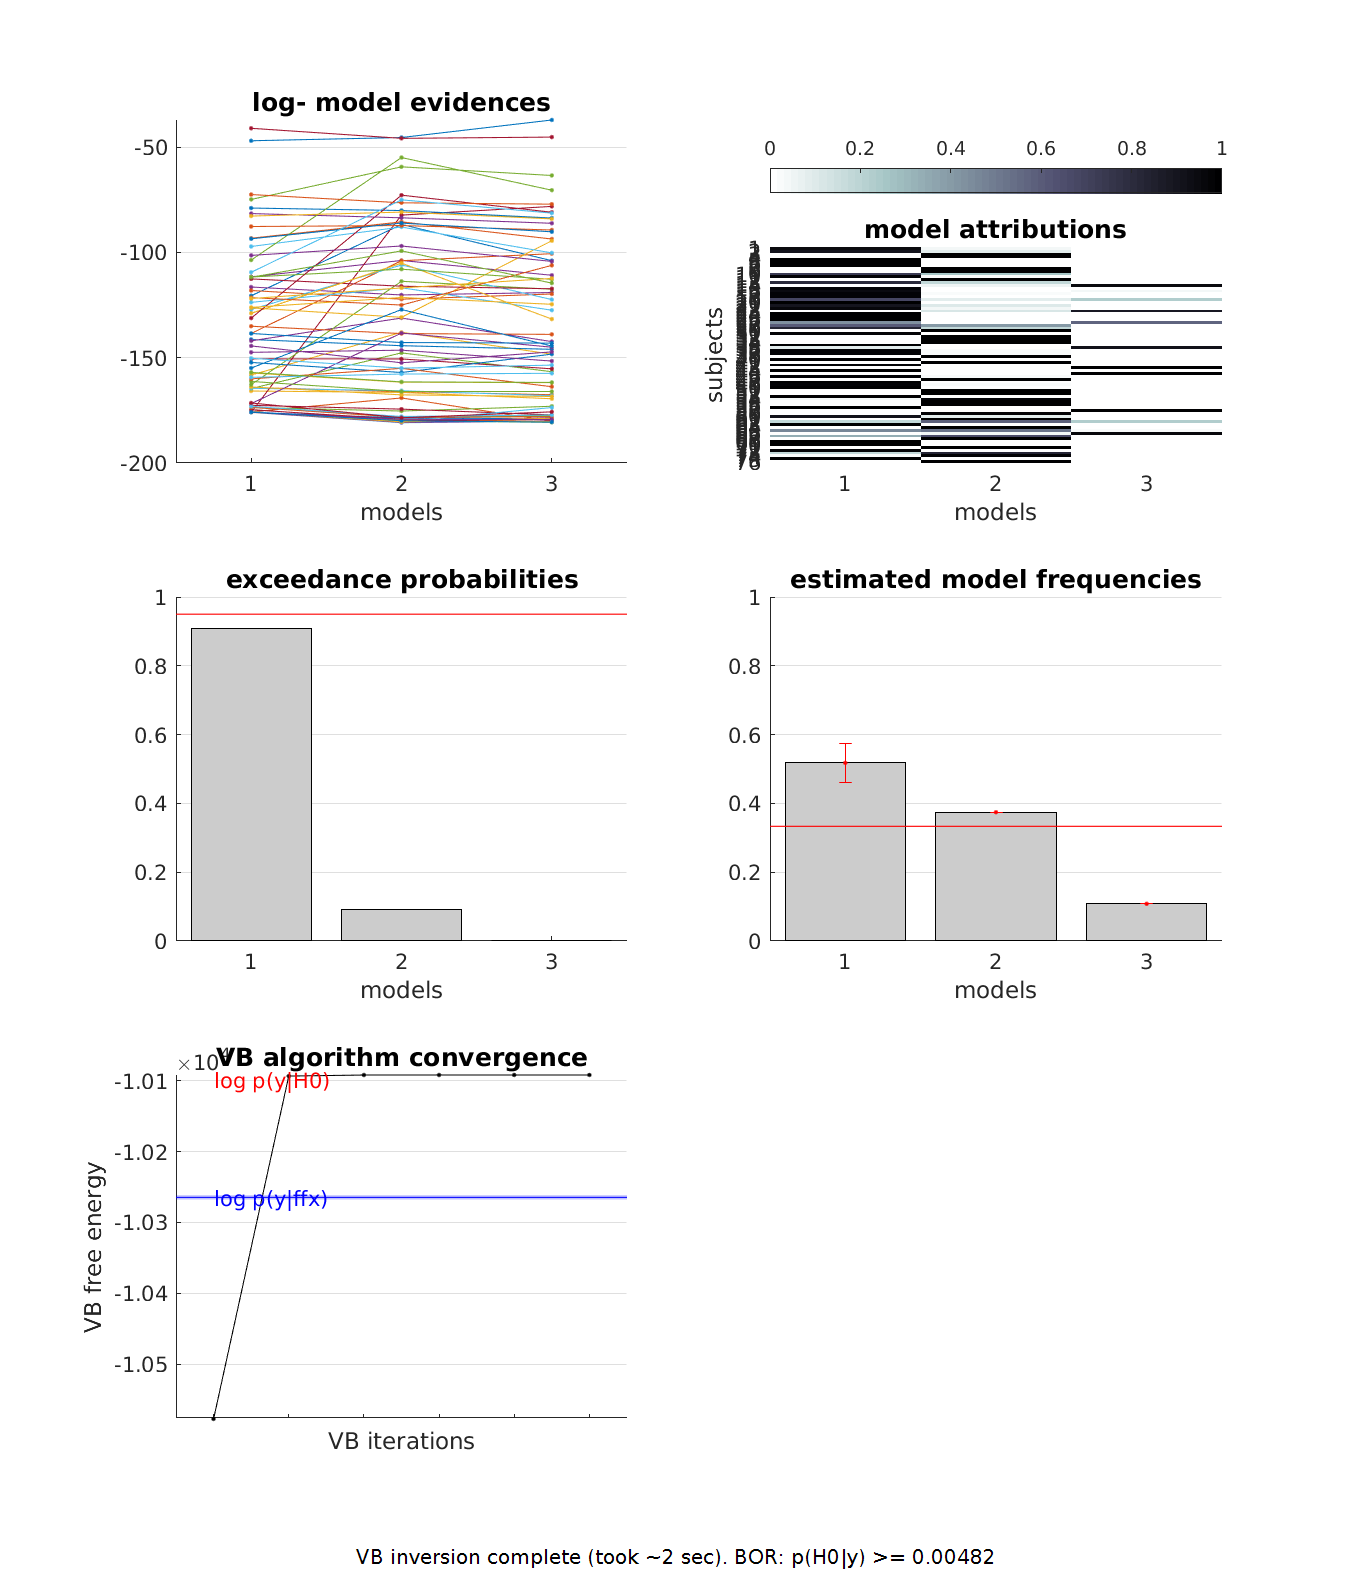 log- model evidences
-50
-100
-150
-200
1 2 3
models
0 0.2 0.4 0.6 0.8 1
model attributions
subjects
1 2 3
models
exceedance probabilities
1
0.8
0.6
0.4
0.2
0
1 2 3
models
estimated model frequencies
1
0.8
0.6
0.4
0.2
0
1 2 3
models
VB algorithm convergence
-1.01
-1.02
-1.03
-1.04
-1.05
log p(y|H0)
log p(y|ffx)
VB free energy
VB iterations
VB inversion complete (took ~2 sec). BOR: p(H0|y) >= 0.00482